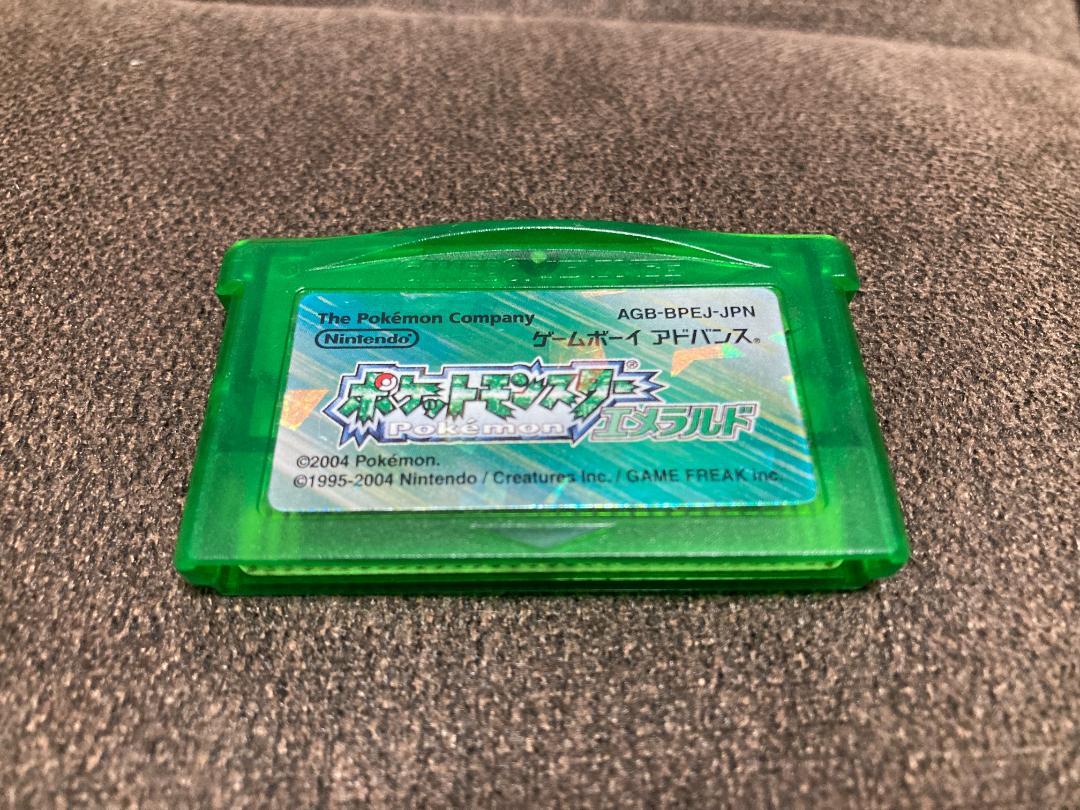 The Pokémon Company
Nintendo
AGB-BPEJ-JPN
ゲームボーイ アドバンス®
ポケットモンスター®
Pokémon
エメラルド
©2004 Pokémon.
©1995-2004 Nintendo / Creatures Inc. / GAME FREAK inc.